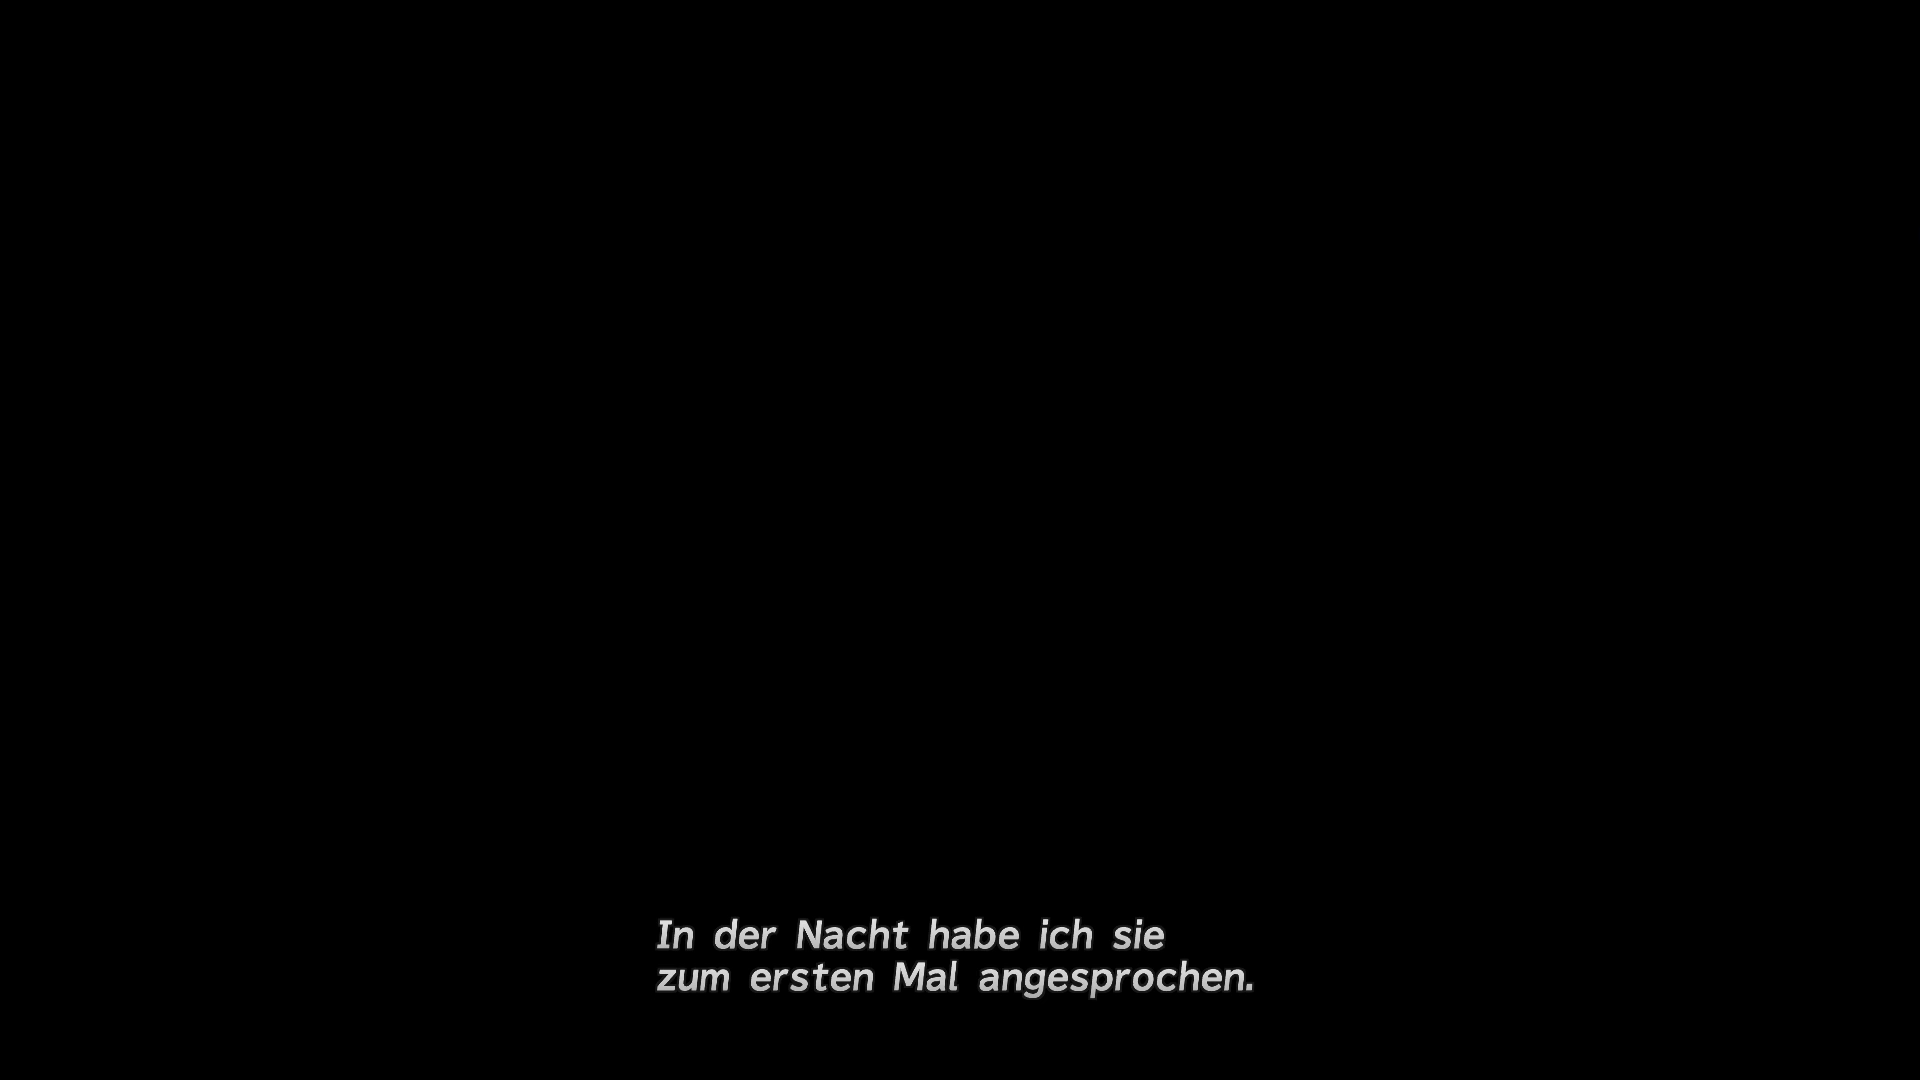 In der Nacht habe ich sie
zum ersten Mal angesprochen.